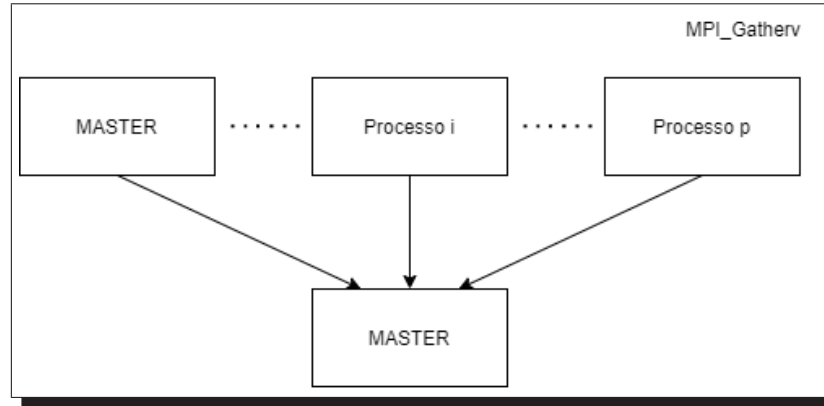 MPI_Gatherv
MASTER
Processo i
Processo p
MASTER